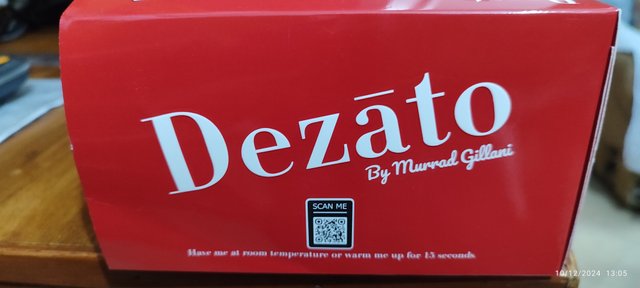 Dezāto
By Murrad Gillani
SCAN ME
Have me at room temperature or warm me up for 15 seconds
10/12/2024 13:05